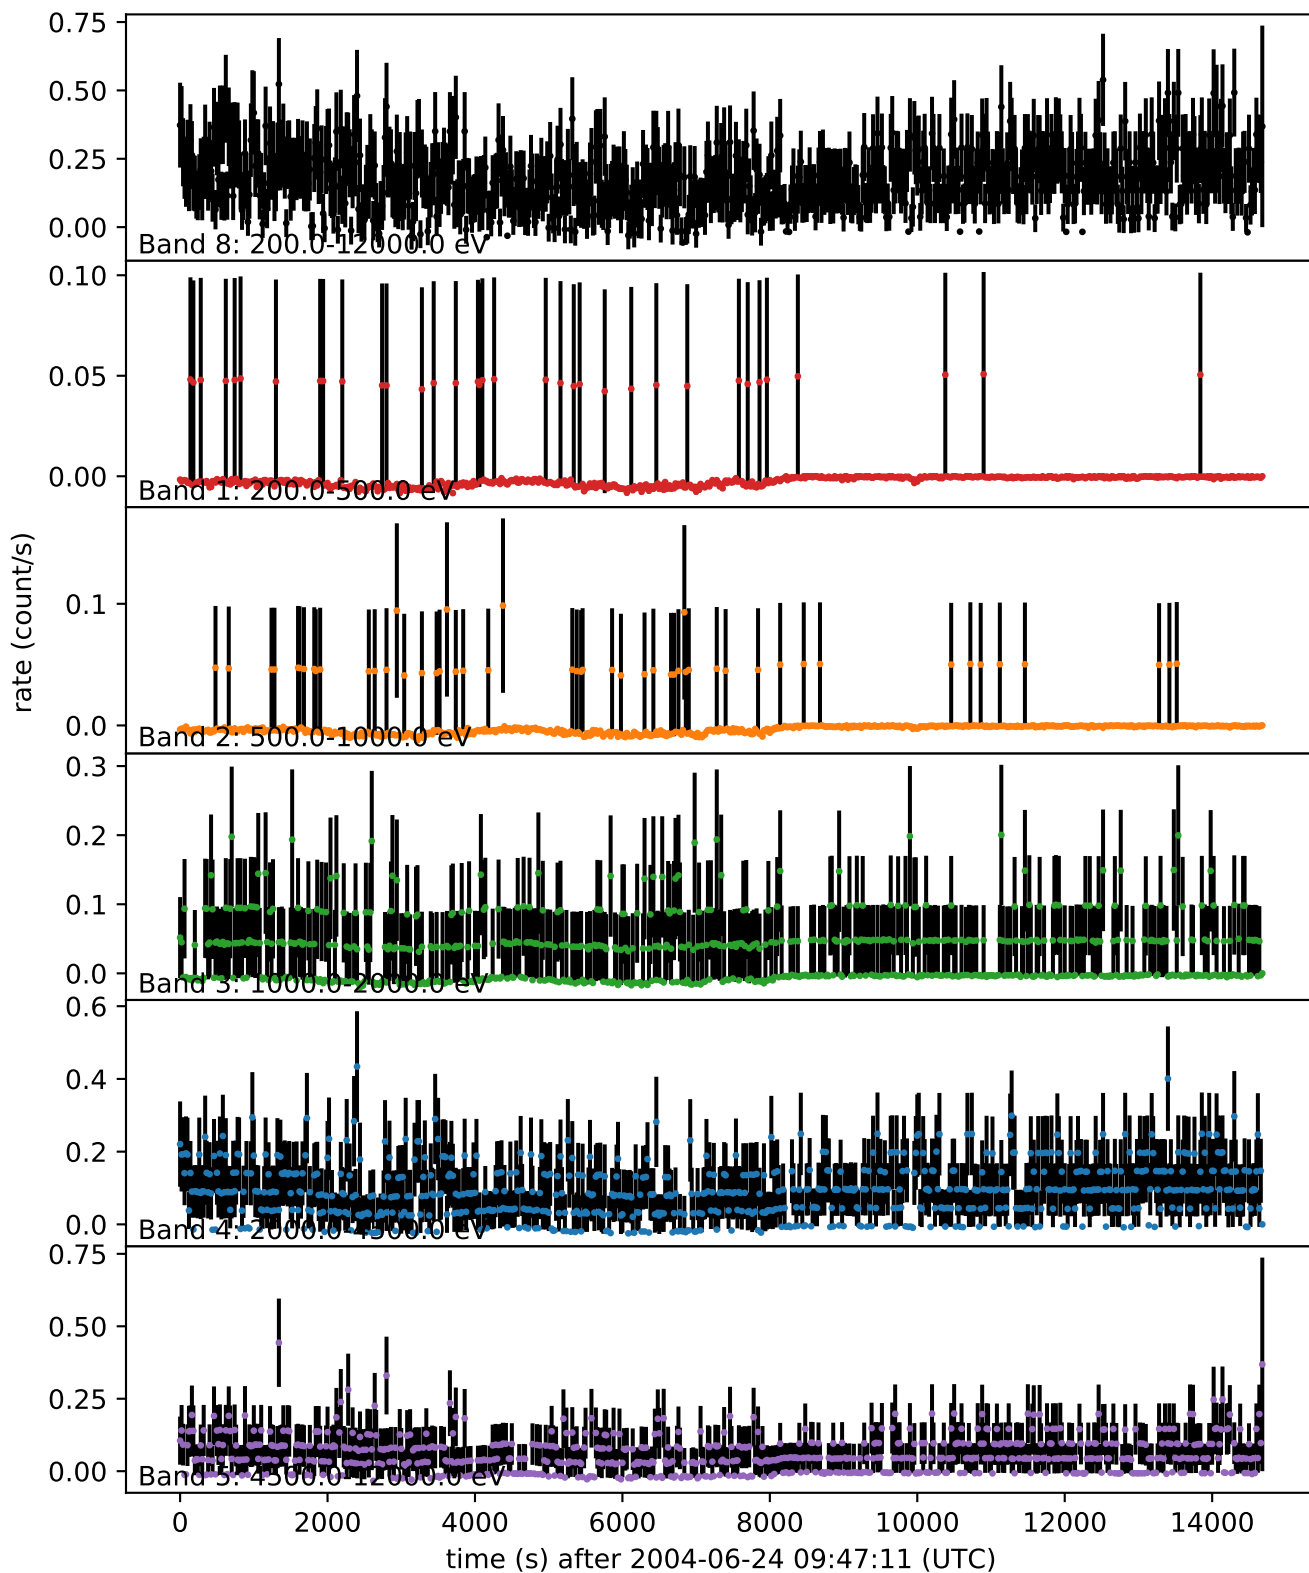 0.75
0.50
0.25
0.00
Band 8: 200.0-12000.0 eV
0.10
0.05
0.00
Band 1: 200.0-500.0 eV
0.1
0.0
Band 2: 500.0-1000.0 eV
rate (count/s)
0.3
0.2
0.1
0.0
Band 3: 1000.0-2000.0 eV
0.6
0.4
0.2
0.0
Band 4: 2000.0-4500.0 eV
0.75
0.50
0.25
0.00
Band 5: 4500.0-12000.0 eV
0 2000 4000 6000 8000 10000 12000 14000
time (s) after 2004-06-24 09:47:11 (UTC)